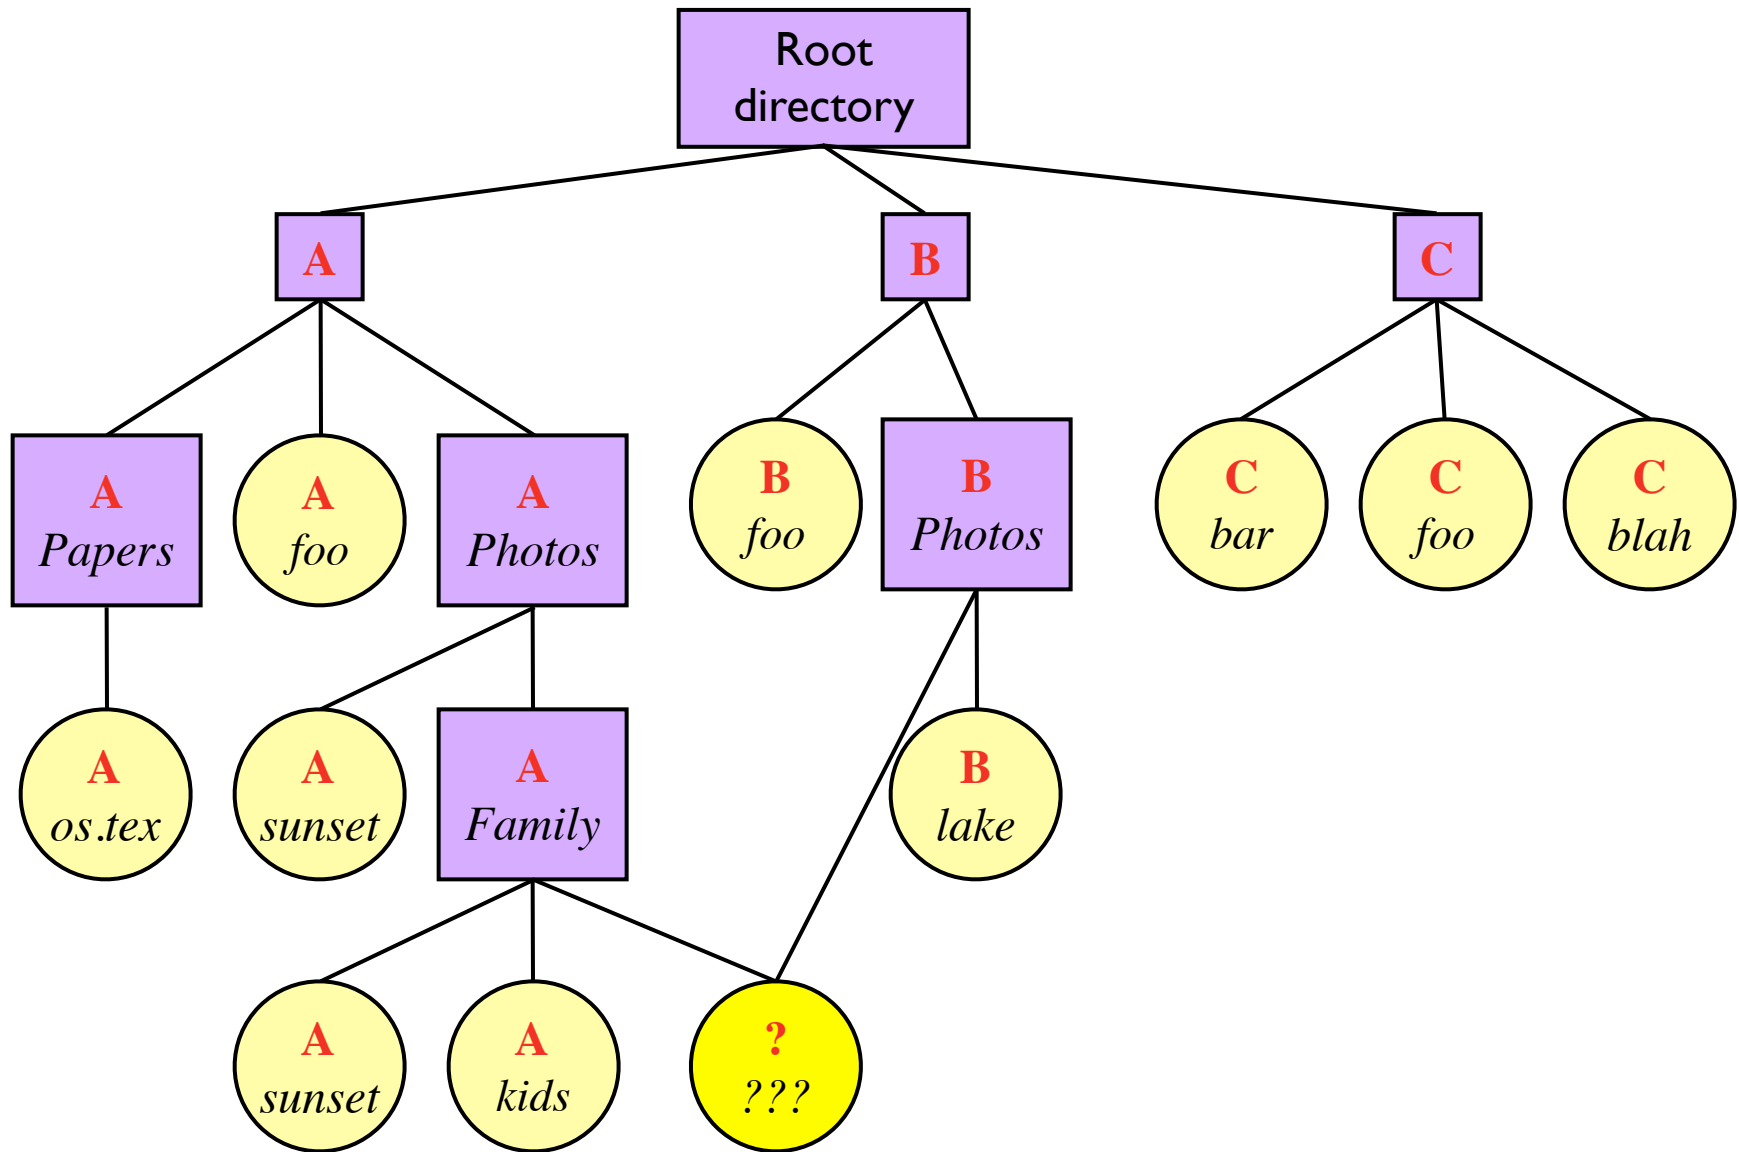 Root
directory
A
B
C
A
Papers
A
foo
A
Photos
B
foo
B
Photos
C
bar
C
foo
C
blah
A
os.tex
A
sunset
A
Family
B
lake
A
sunset
A
kids
?
???